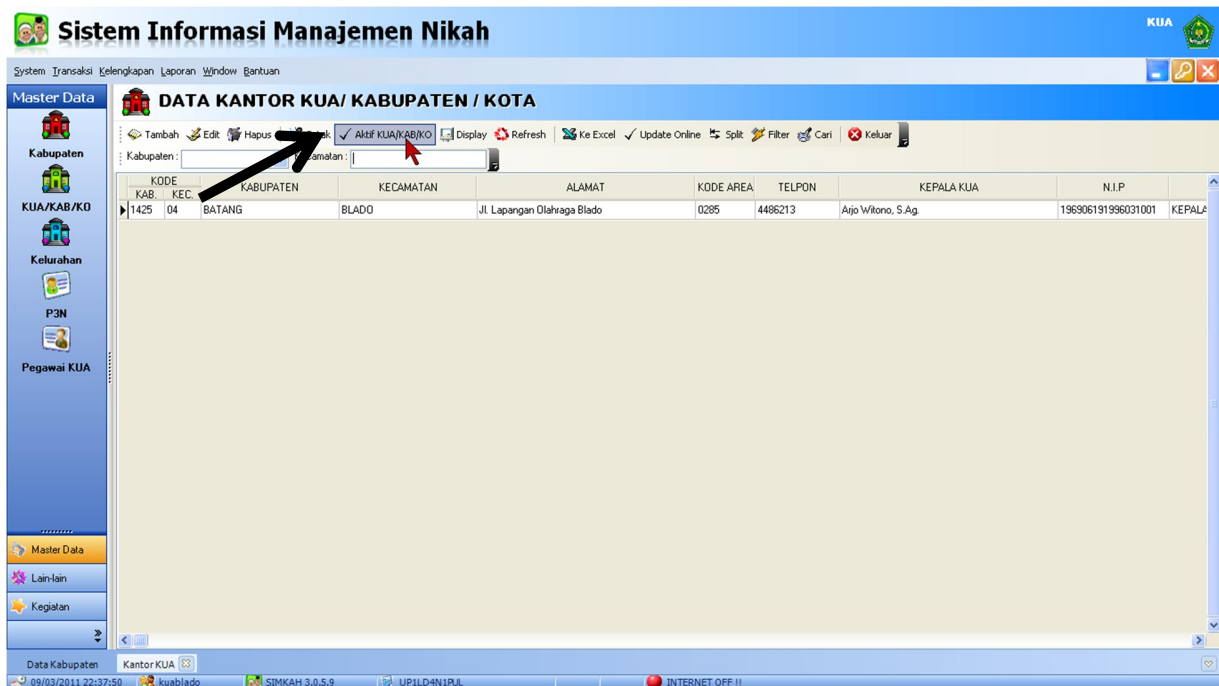 Sistem Informasi Manajemen Nikah
KUA
System Transaksi Kelengkapan Laporan Window Bantuan
Master Data
DATA KANTOR KUA/ KABUPATEN / KOTA
Tambah Edit Hapus Aktif KUA/KAB/KO Display Refresh Ke Excel Update Online Split Filter Cari Keluar
Kabupaten :
KODE
KAB. KEC. KABUPATEN KECAMATAN ALAMAT KODE AREA TELPON KEPALA KUA N.I.P
1425 04 BATANG BLADO Jl. Lapangan Olahraga Blado 0285 4486213 Arjo Witono, S.Ag. 196906191996031001 KEPALA
Kabupaten
KUA/KAB/KO
Kelurahan
P3N
Pegawai KUA
Master Data
Lain-lain
Kegiatan
Data Kabupaten Kantor KUA
09/03/2011 22:37:50 kuablado SIMKAH 3.0.5.9 UP1LD4N1PUL INTERNET OFF !!